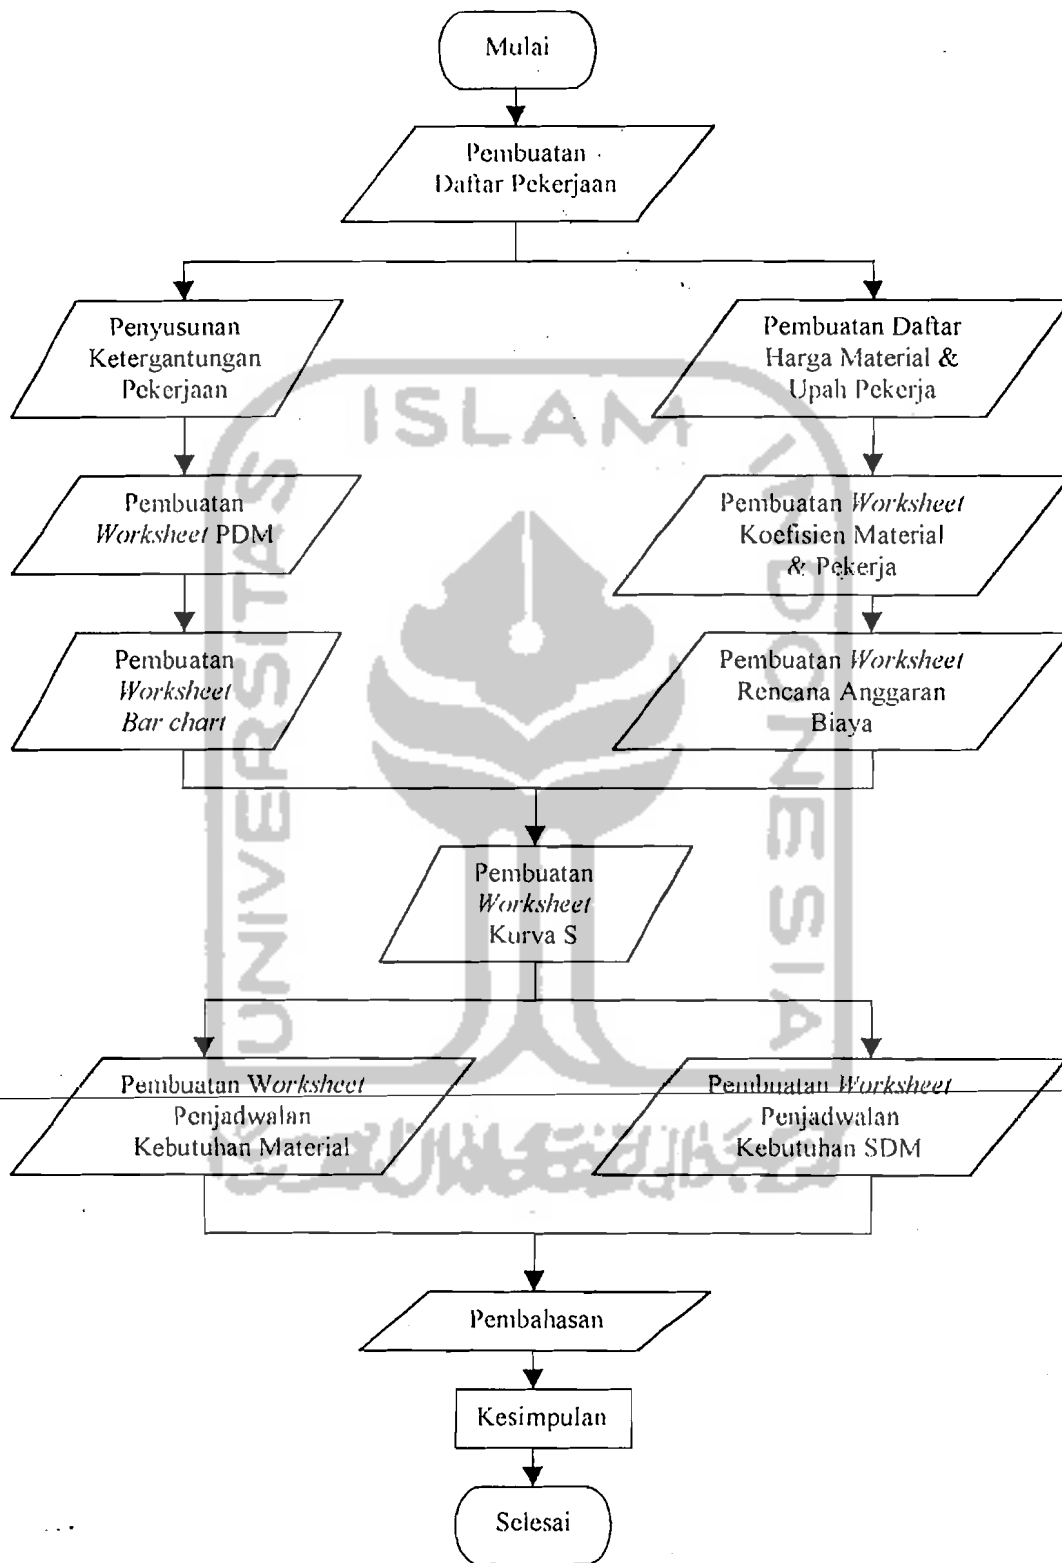 Mulai
Pembuatan
Daftar Pekerjaan
Penyusunan
Ketergantungan
Pekerjaan
Pembuatan Daftar
Harga Material &
Upah Pekerja
Pembuatan
Worksheet PDM
Pembuatan Worksheet
Koefisien Material
& Pekerja
Pembuatan
Worksheet
Bar chart
Pembuatan Worksheet
Rencana Anggaran
Biaya
Pembuatan
Worksheet
Kurva S
Pembuatan Worksheet
Penjadwalan
Kebutuhan Material
Pembuatan Worksheet
Penjadwalan
Kebutuhan SDM
Pembahasan
Kesimpulan
Selesai
UNIVERSITAS
ISLAM
INDONESIA